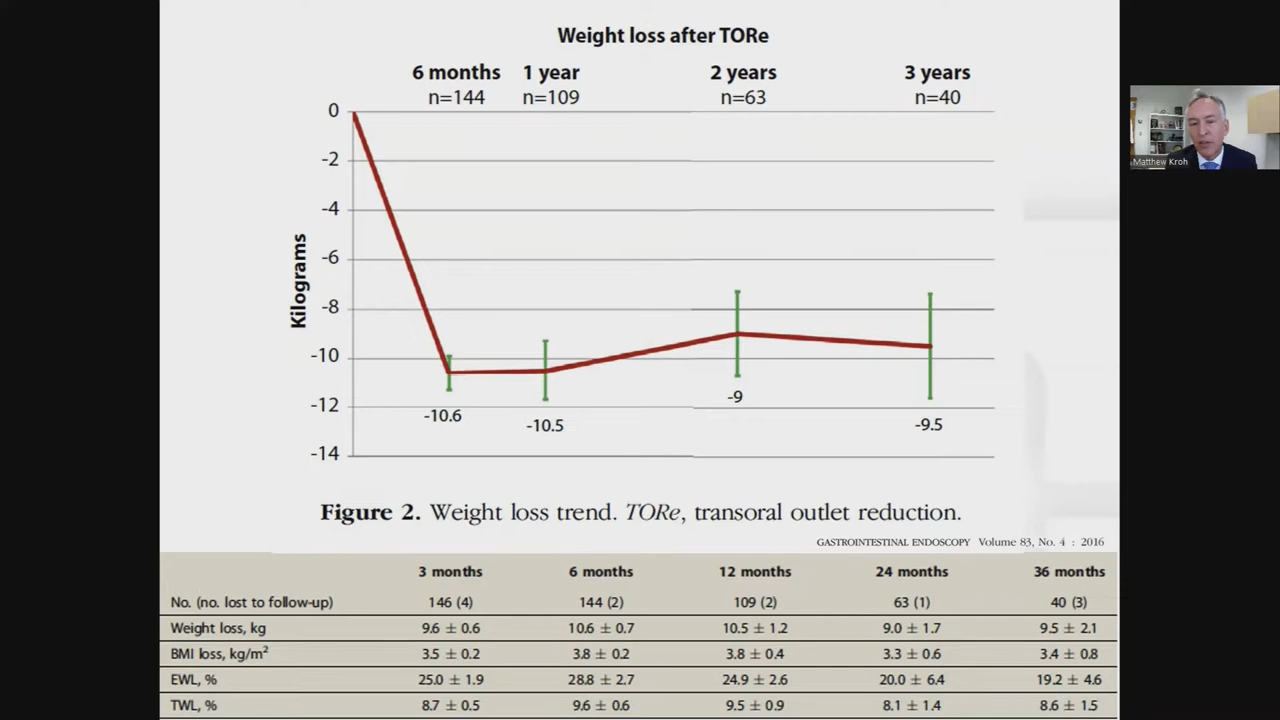 Weight loss after TORe
6 months 1 year 2 years 3 years
n=144 n=109 n=63 n=40
0
-2
-4
-6
-8
-10
-12
-14
Kilograms
-10.6
-10.5
-9
-9.5
Matthew Kroh
Figure 2. Weight loss trend. TORe, transoral outlet reduction.
GASTROINTESTINAL ENDOSCOPY Volume 83, No. 4 : 2016
3 months 6 months 12 months 24 months 36 months
No. (no. lost to follow-up) 146 (4) 144 (2) 109 (2) 63 (1) 40 (3)
Weight loss, kg 9.6 ± 0.6 10.6 ± 0.7 10.5 ± 1.2 9.0 ± 1.7 9.5 ± 2.1
BMI loss, kg/m² 3.5 ± 0.2 3.8 ± 0.2 3.8 ± 0.4 3.3 ± 0.6 3.4 ± 0.8
EWL, % 25.0 ± 1.9 28.8 ± 2.7 24.9 ± 2.6 20.0 ± 6.4 19.2 ± 4.6
TWL, % 8.7 ± 0.5 9.6 ± 0.6 9.5 ± 0.9 8.1 ± 1.4 8.6 ± 1.5